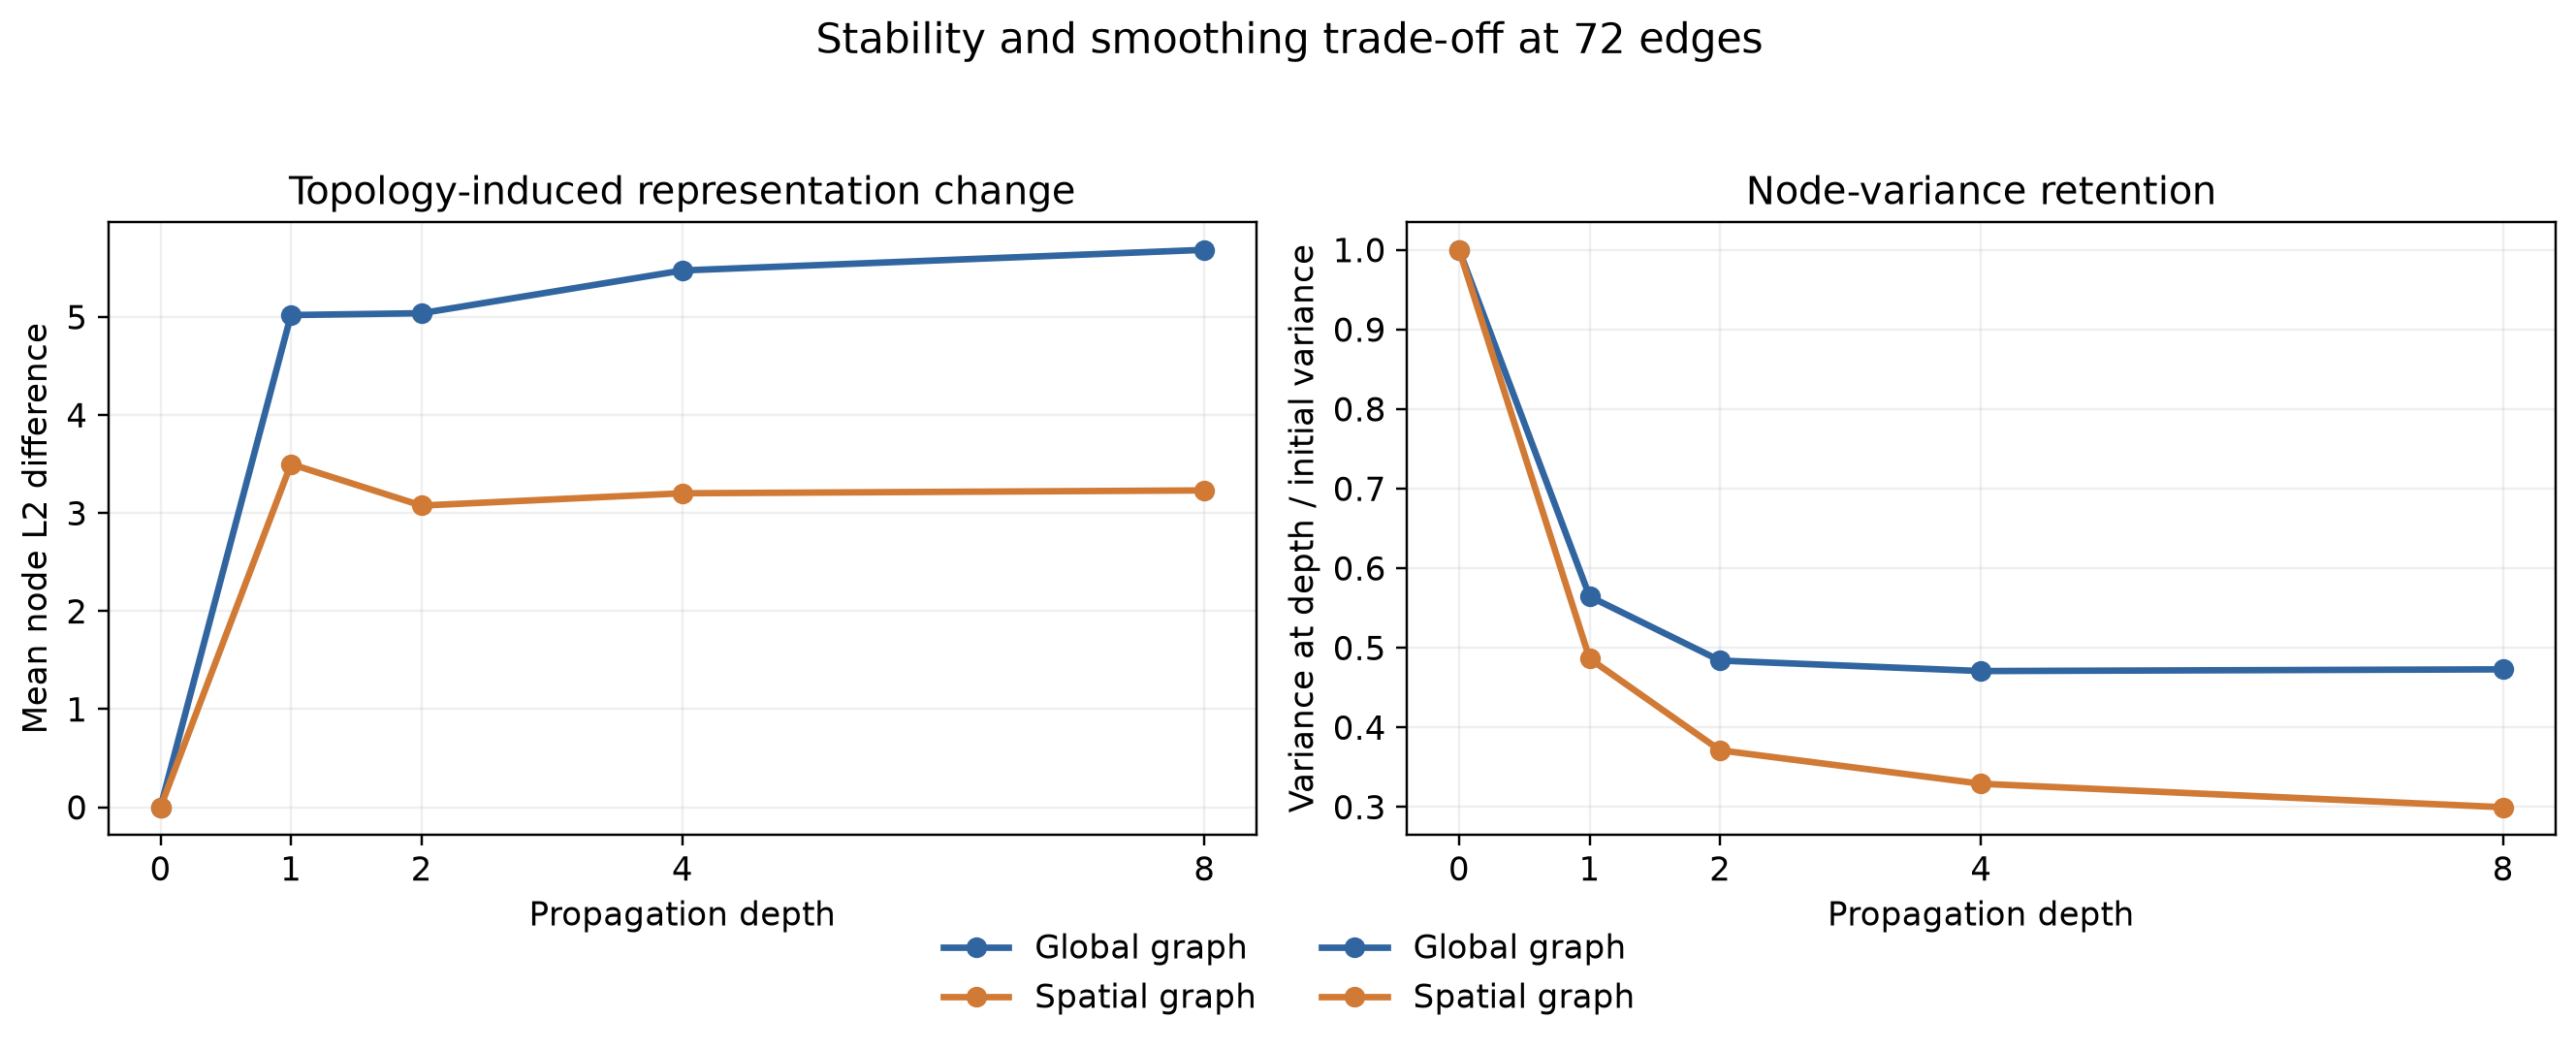 Stability and smoothing trade-off at 72 edges
Topology-induced representation change
Mean node L2 difference
5
4
3
2
1
0
0 1 2 4 8
Propagation depth
Node-variance retention
Variance at depth / initial variance
1.0
0.9
0.8
0.7
0.6
0.5
0.4
0.3
0 1 2 4 8
Propagation depth
Global graph
Spatial graph
Global graph
Spatial graph